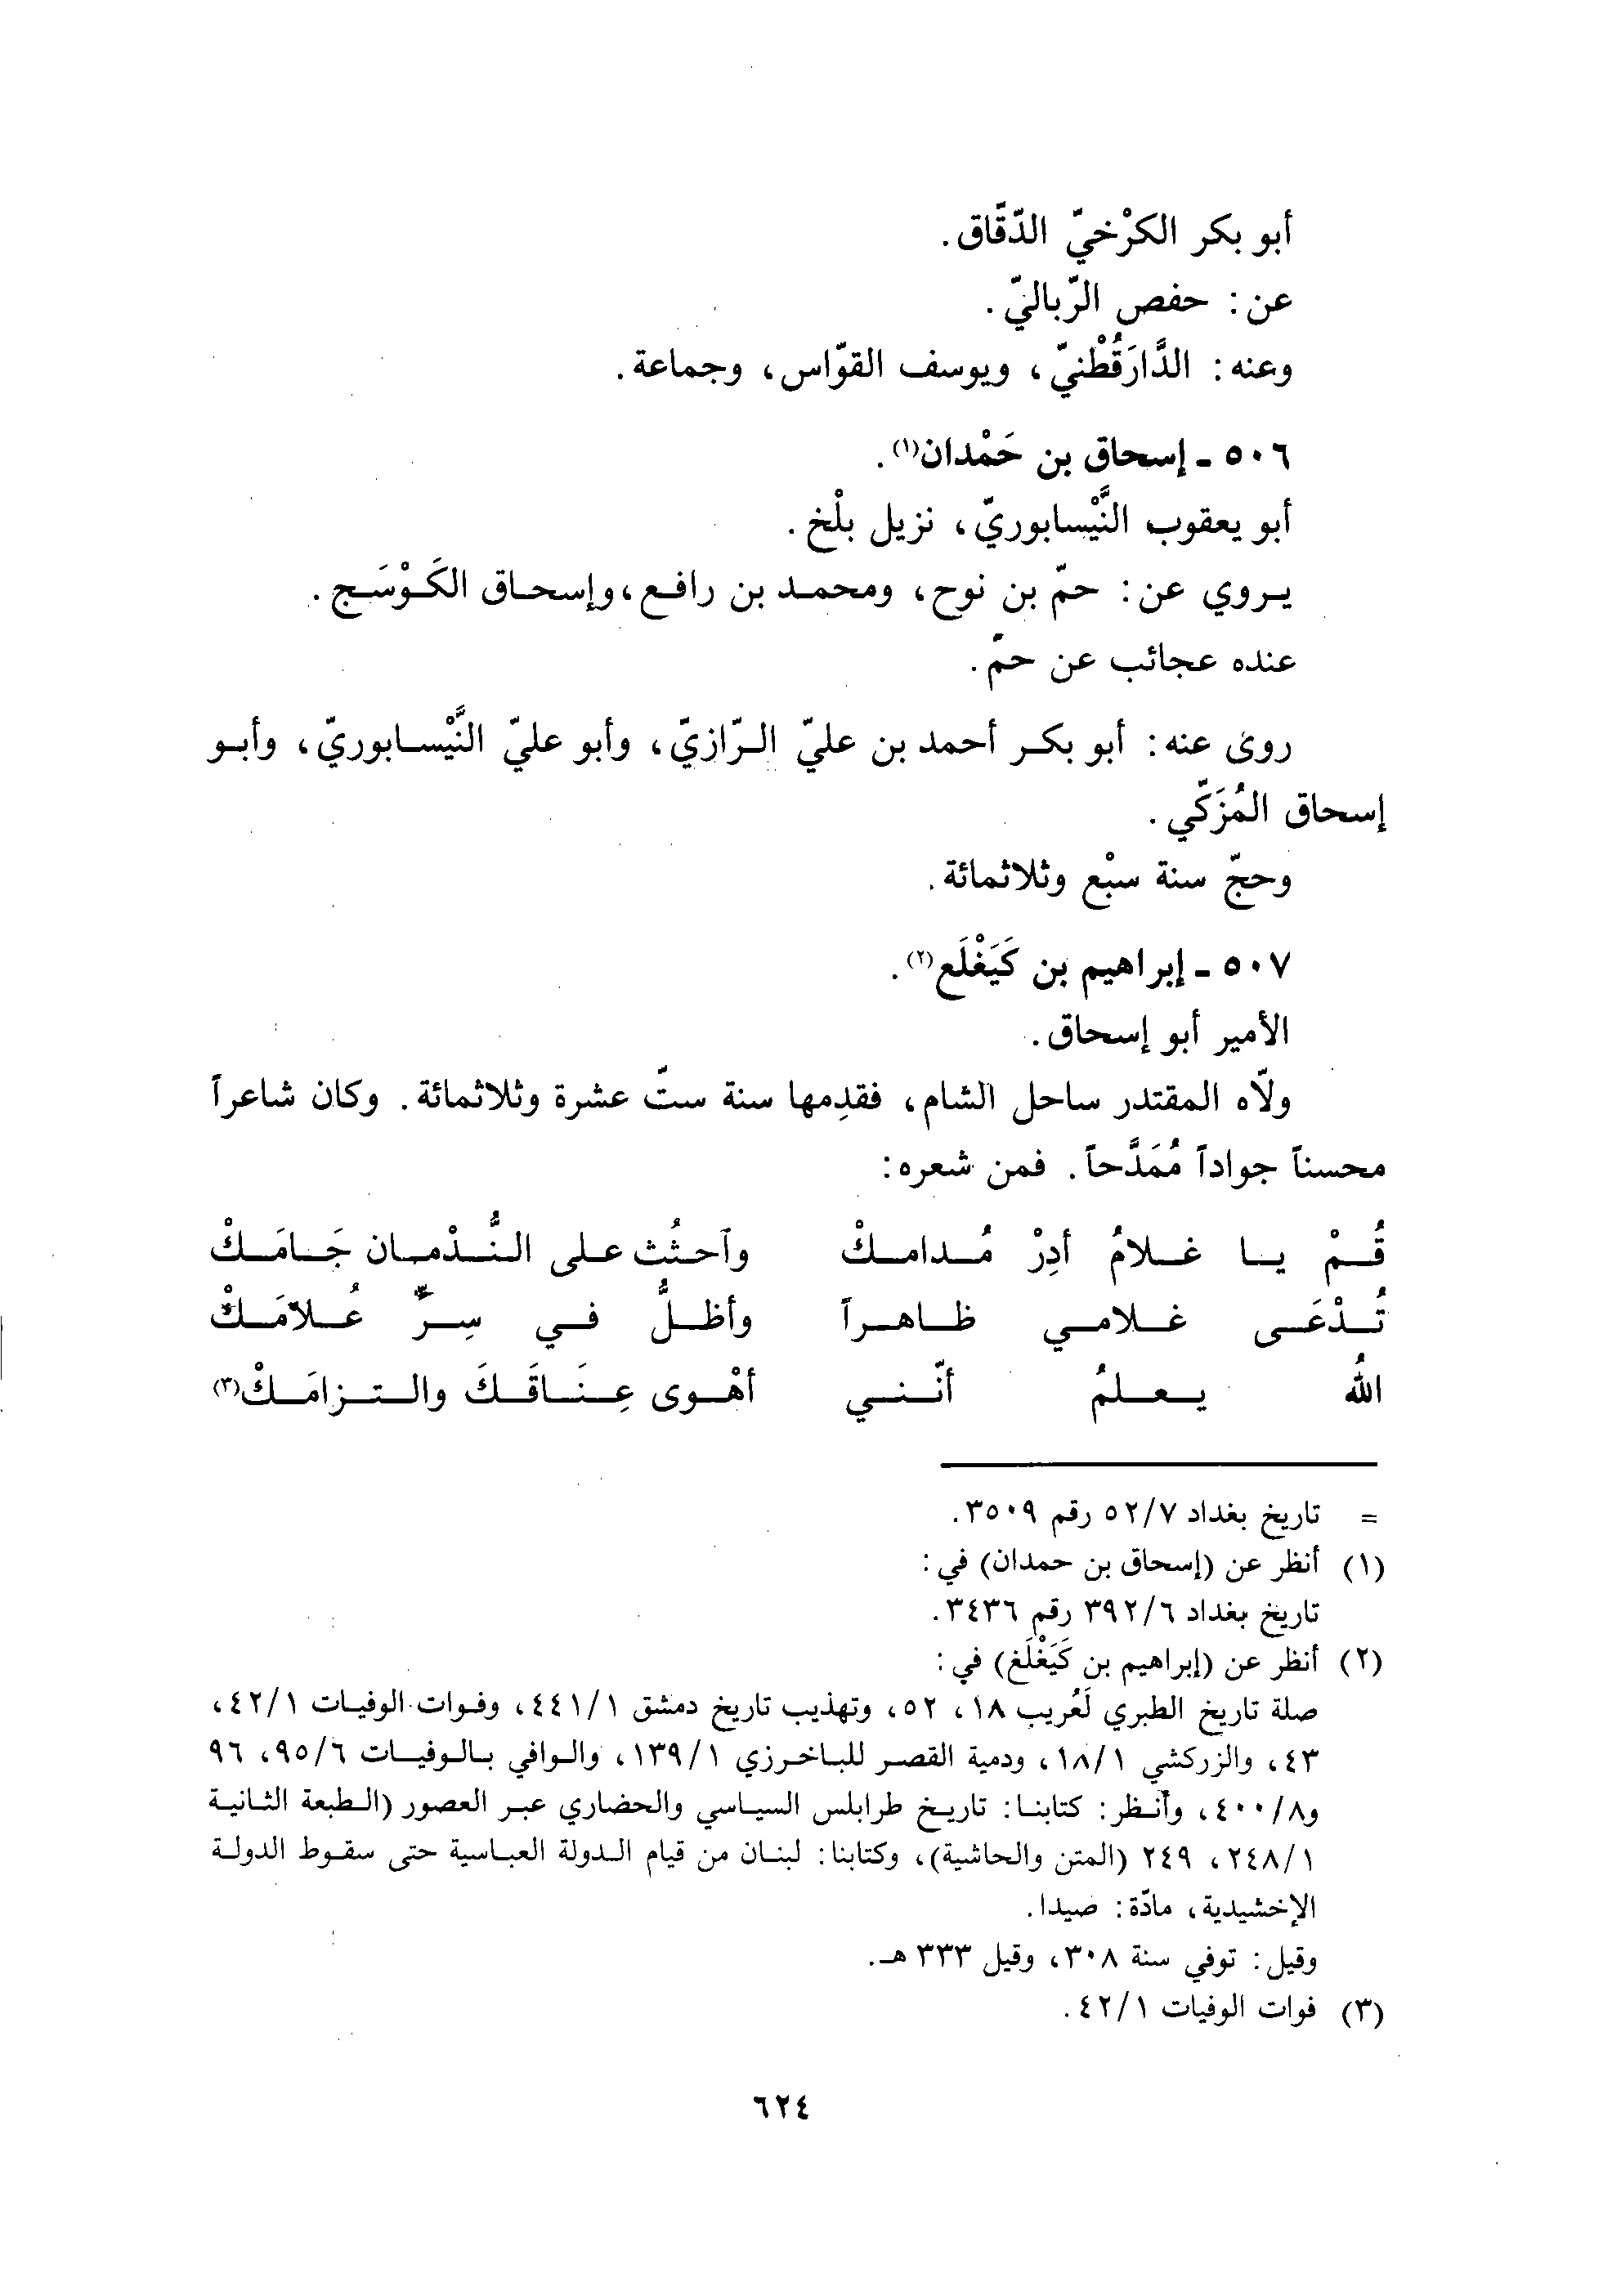 أبو بكر الكرْخيّ الدّقّاق.
عن: حفص الرّباليّ.
وعنه: الدَّارَقُطْنيّ، ويوسف القوّاس، وجماعة.
٥٠٦ ـ إسحاق بن حَمْدان(١).
أبو يعقوب النَّيْسابوريّ، نزيل بلْخ.
يروي عن: حمّ بن نوح، ومحمد بن رافع، وإسحاق الكَوْسَج.
عنده عجائب عن حمّ.
روى عنه: أبو بكر أحمد بن عليّ الرّازيّ، وأبو عليّ النَّيْسابوريّ، وأبو
إسحاق المُزَكّي.
وحجّ سنة سبْع وثلاثمائة.
٥٠٧ ـ إبراهيم بن كَيَغْلَع(٢).
الأمير أبو إسحاق.
ولّاه المقتدر ساحل الشام، فقدِمها سنة ستّ عشرة وثلاثمائة. وكان شاعراً
محسناً جواداً مُمَدَّحاً. فمن شعره:
قُمْ يا غلامُ أدِرْ مُدامكْ وآحثُث على النُّدْمان جَامَكْ
تُدْعَى غلامي ظاهراً وأظلُّ في سِرٍّ غُلامَكْ
اللهُ يعلمُ أنّني أهْوى عِنَاقَكَ والتزامَكْ(٣)
= تاريخ بغداد ٥٢/٧ رقم ٣٥٠٩.
(١) أنظر عن (إسحاق بن حمدان) في:
تاريخ بغداد ٣٩٢/٦ رقم ٣٤٣٦.
(٢) أنظر عن (إبراهيم بن كَيَغْلَغ) في:
صلة تاريخ الطبري لَعُريب ١٨، ٥٢، وتهذيب تاريخ دمشق ٤٤١/١، وفوات الوفيات ٤٢/١،
٤٣، والزركشي ١٨/١، ودمية القصر للباخرزي ١٣٩/١، والوافي بالوفيات ٩٥/٦، ٩٦
و٤٠٠/٨، وآنظر: كتابنا: تاريخ طرابلس السياسي والحضاري عبر العصور (الطبعة الثانية
٢٤٨/١، ٢٤٩ (المتن والحاشية)، وكتابنا: لبنان من قيام الدولة العباسية حتى سقوط الدولة
الإخشيدية، مادّة: صيدا.
وقيل: توفي سنة ٣٠٨، وقيل ٣٣٣ هـ.
(٣) فوات الوفيات ٤٢/١.
٦٢٤